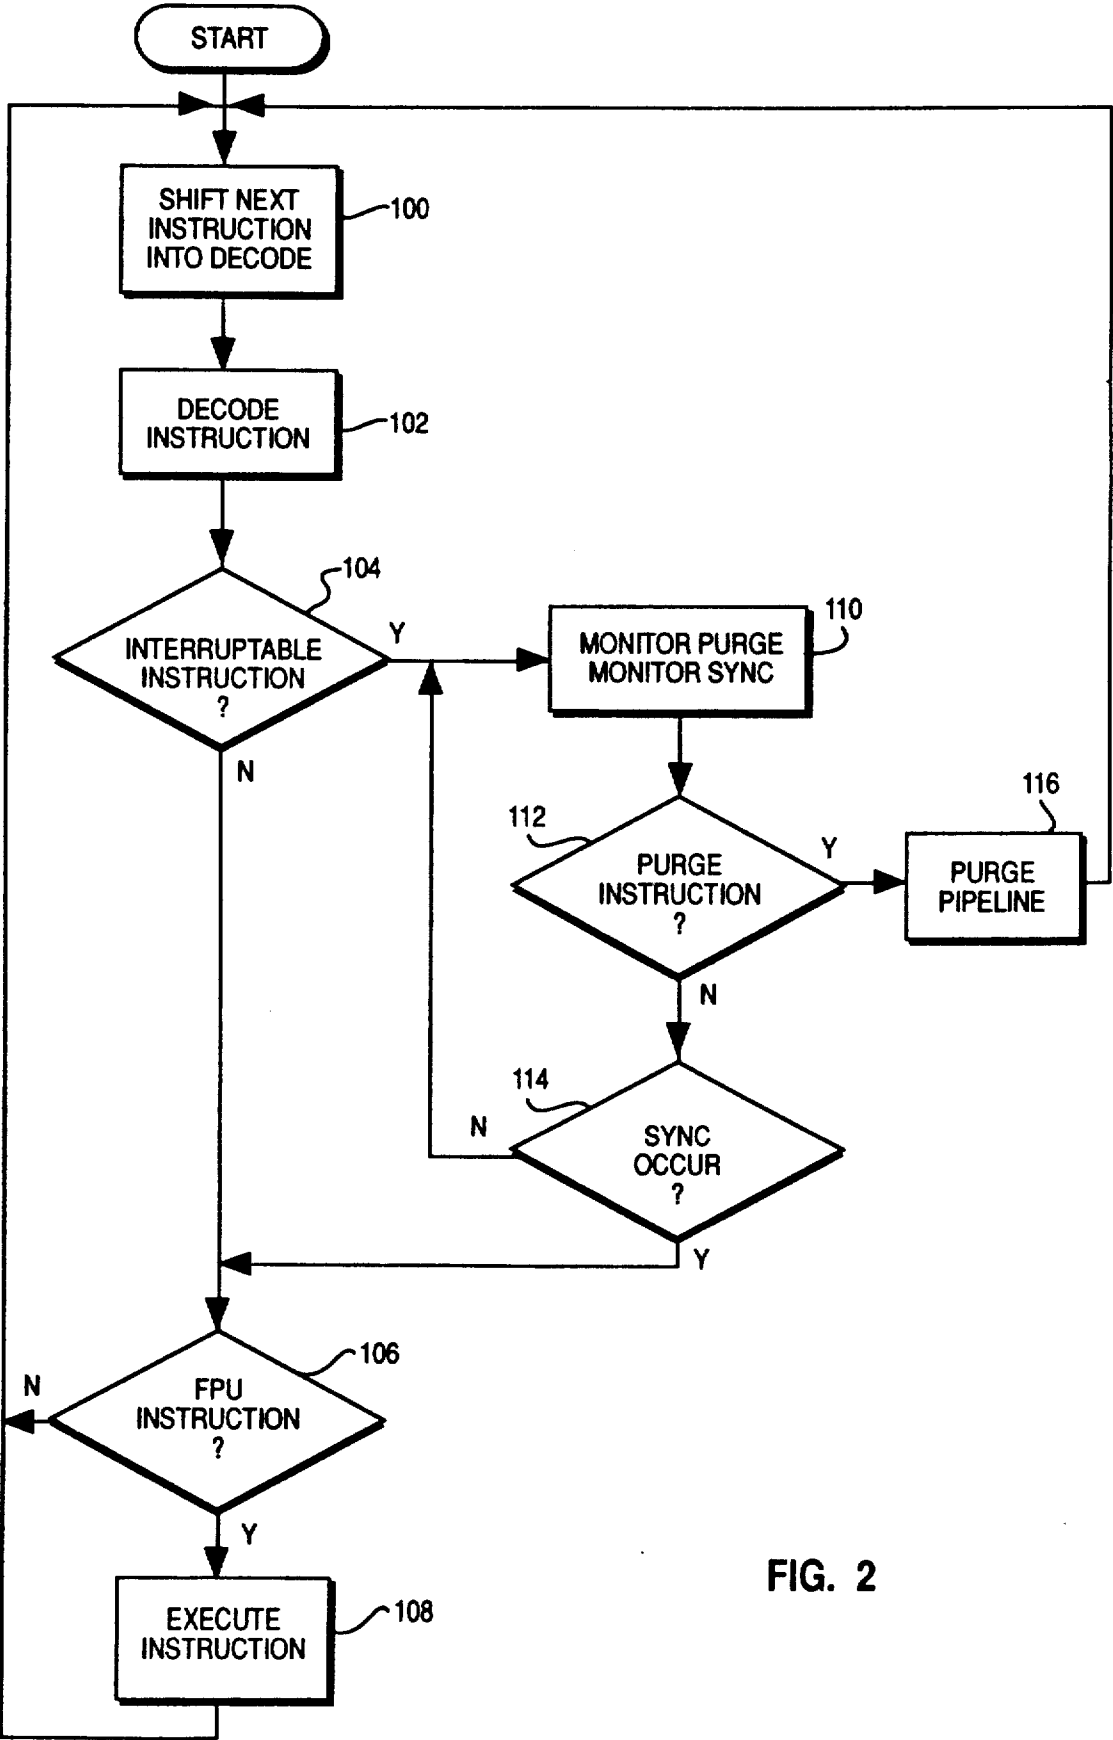 START
SHIFT NEXT
INSTRUCTION
INTO DECODE
100
DECODE
INSTRUCTION
102
104
INTERRUPTABLE
INSTRUCTION
?
Y
N
MONITOR PURGE
MONITOR SYNC
110
112
PURGE
INSTRUCTION
?
Y
N
116
PURGE
PIPELINE
114
SYNC
OCCUR
?
N
Y
106
FPU
INSTRUCTION
?
N
Y
EXECUTE
INSTRUCTION
108
FIG. 2